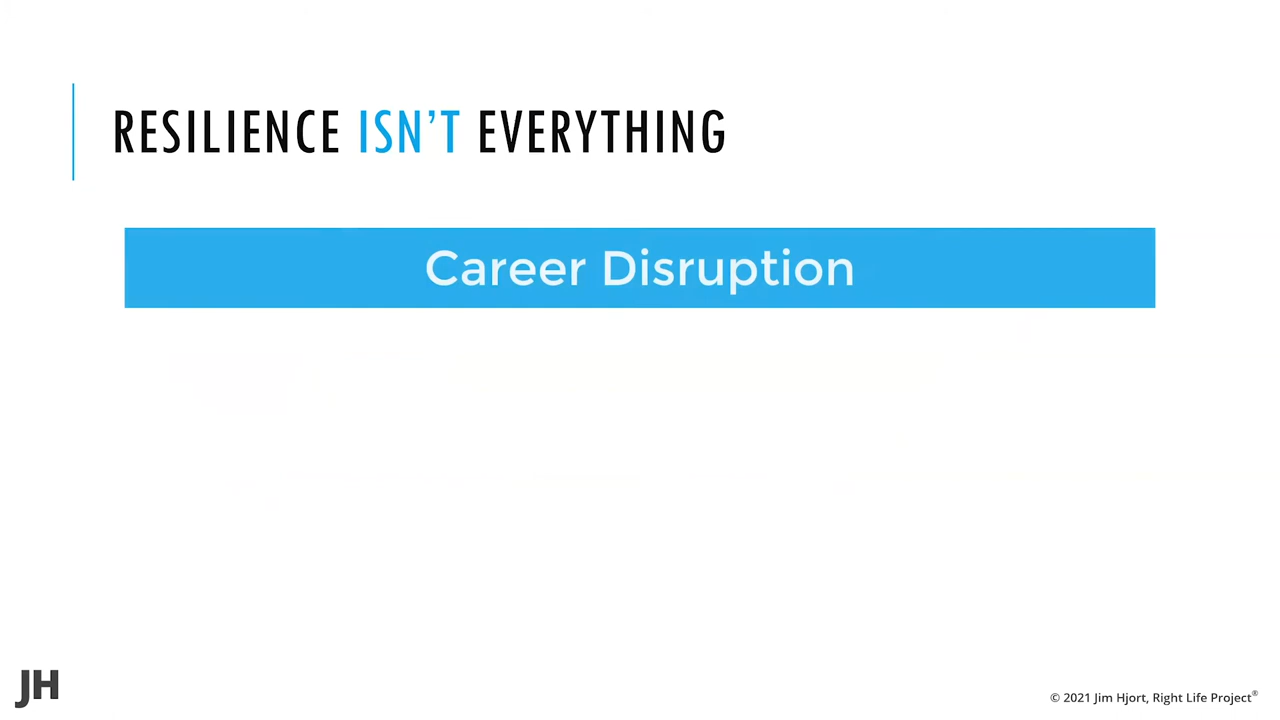 RESILIENCE ISN’T EVERYTHING
Career Disruption
JH
© 2021 Jim Hjort, Right Life Project®